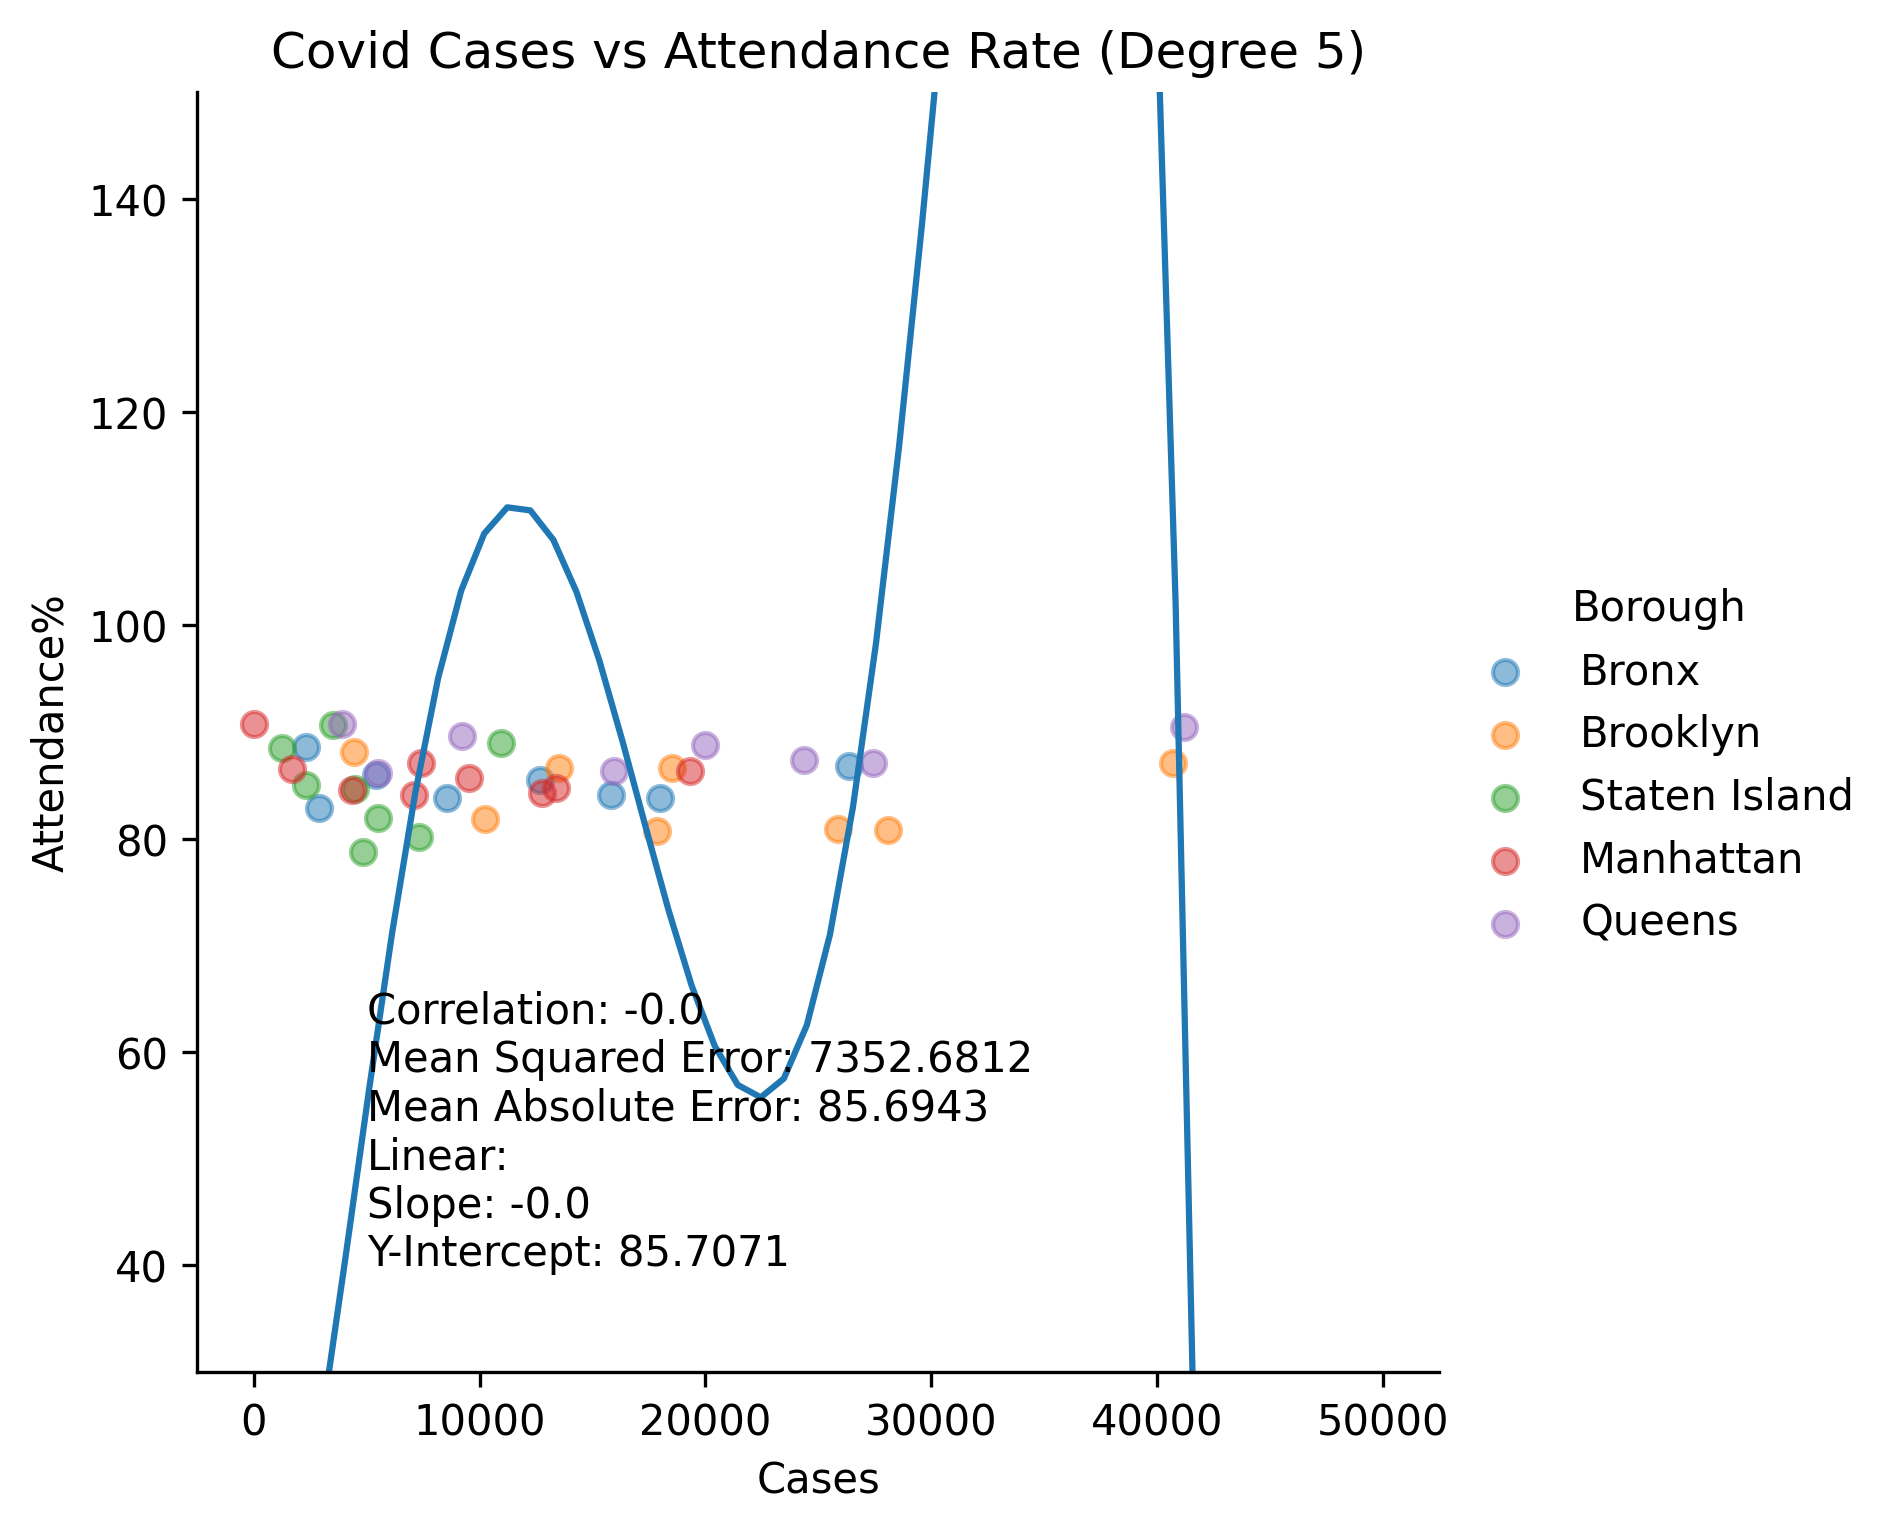 Covid Cases vs Attendance Rate (Degree 5)
140
120
100
80
60
40
Attendance%
Correlation: -0.0
Mean Squared Error: 7352.6812
Mean Absolute Error: 85.6943
Linear:
Slope: -0.0
Y-Intercept: 85.7071
0 10000 20000 30000 40000 50000
Cases
Borough
Bronx
Brooklyn
Staten Island
Manhattan
Queens